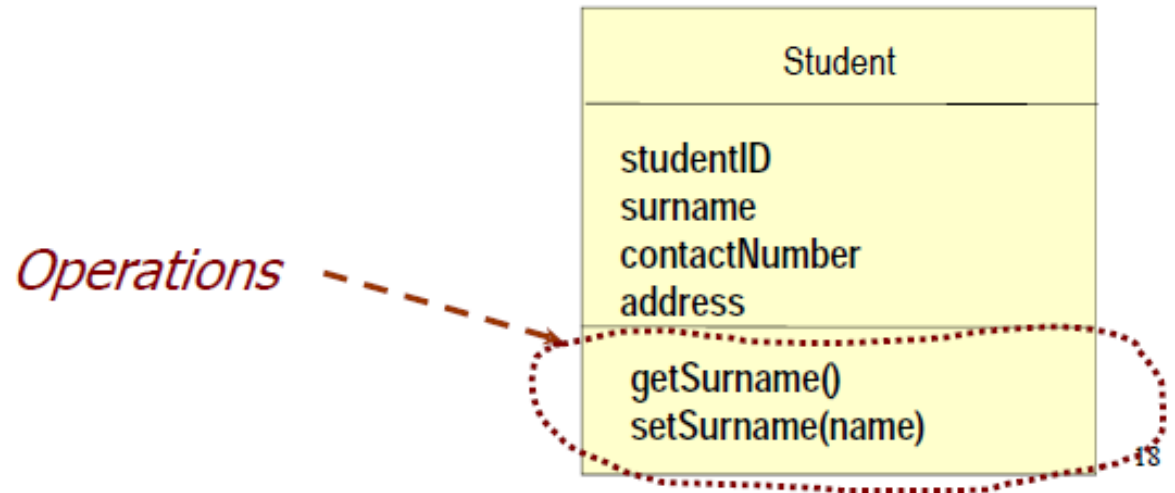 Student
studentID
surname
contactNumber
address
Operations
getSurname()
setSurname(name)
18